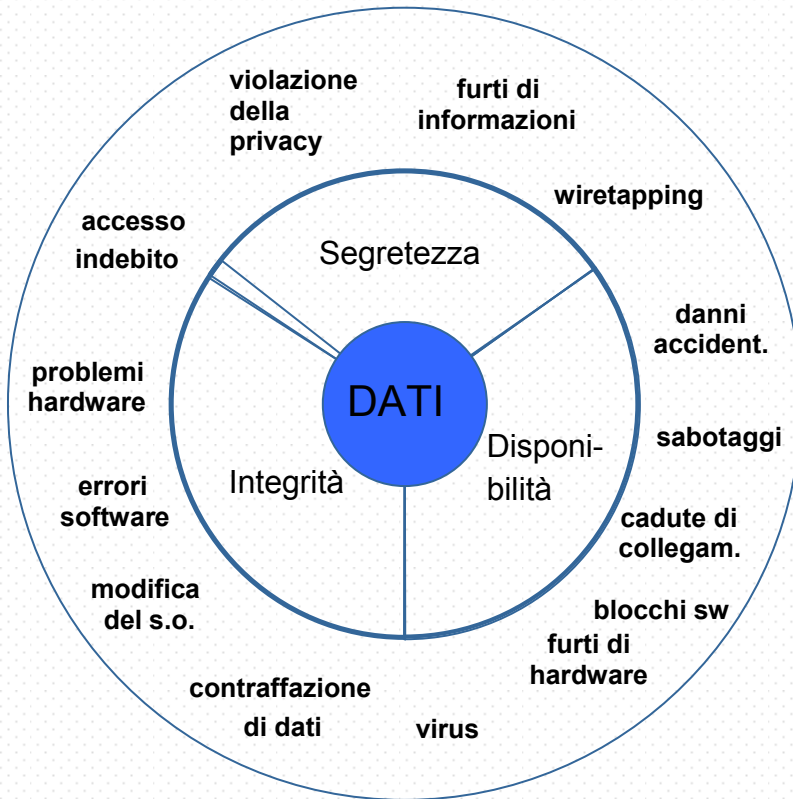 violazione
della
privacy
furti di
informazioni
wiretapping
accesso
indebito
Segretezza
danni
accident.
problemi
hardware
DATI
sabotaggi
Disponi-
bilità
Integrità
errori
software
cadute di
collegam.
modifica
del s.o.
blocchi sw
furti di
hardware
contraffazione
di dati
virus